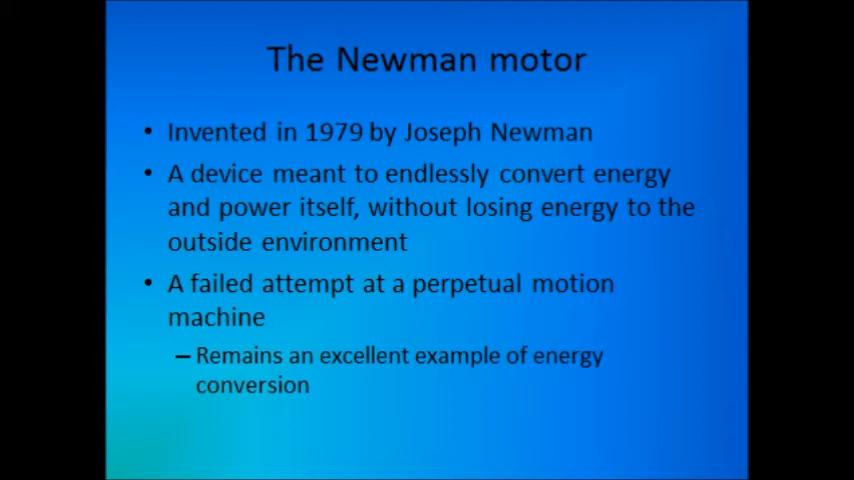 The Newman motor
• Invented in 1979 by Joseph Newman
• A device meant to endlessly convert energy
and power itself, without losing energy to the
outside environment
• A failed attempt at a perpetual motion
machine
– Remains an excellent example of energy
conversion